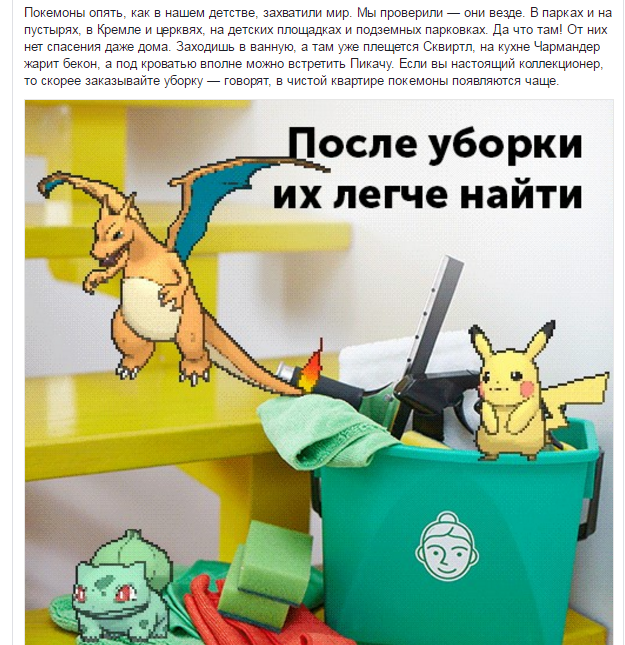 Покемоны опять, как в нашем детстве, захватили мир. Мы проверили — они везде. В парках и на
пустырях, в Кремле и церквях, на детских площадках и подземных парковках. Да что там! От них
нет спасения даже дома. Заходишь в ванную, а там уже плещется Сквиртл, на кухне Чармандер
жарит бекон, а под кроватью вполне можно встретить Пикачу. Если вы настоящий коллекционер,
то скорее заказывайте уборку — говорят, в чистой квартире покемоны появляются чаще.
После уборки
их легче найти